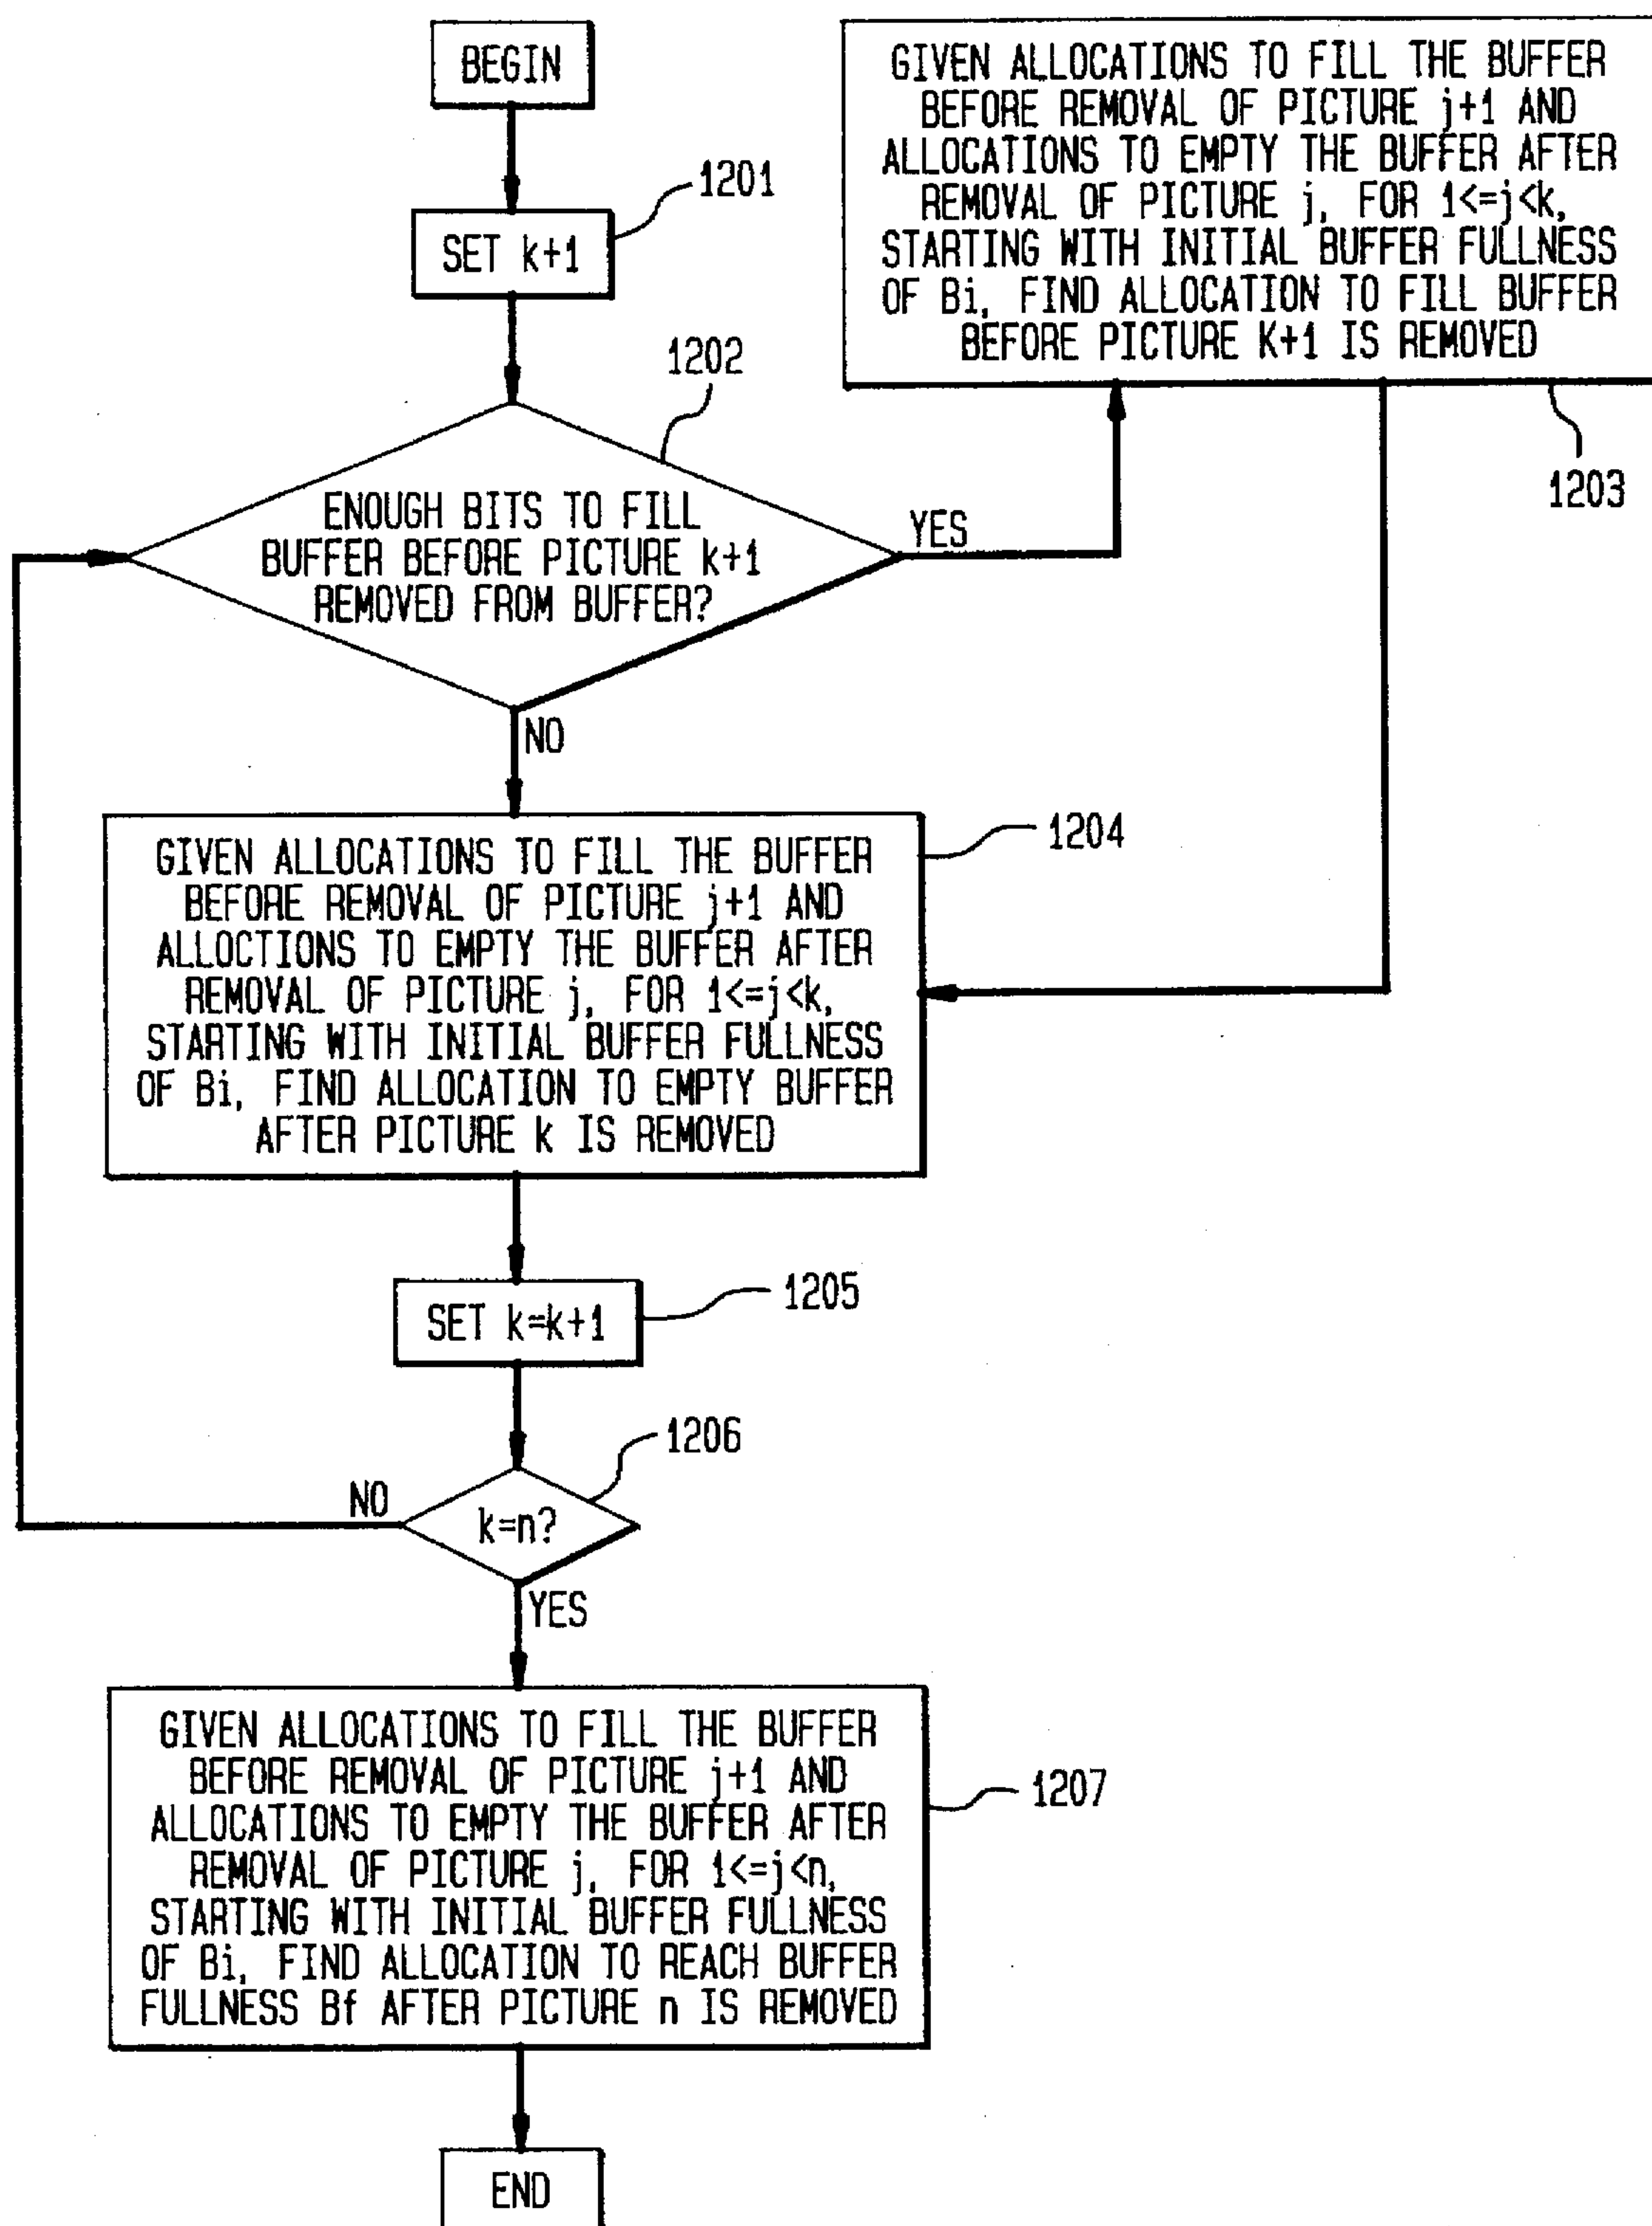 BEGIN
1201
SET k+1
1202
ENOUGH BITS TO FILL
BUFFER BEFORE PICTURE k+1
REMOVED FROM BUFFER?
YES
NO
GIVEN ALLOCATIONS TO FILL THE BUFFER
BEFORE REMOVAL OF PICTURE j+1 AND
ALLOCATIONS TO EMPTY THE BUFFER AFTER
REMOVAL OF PICTURE j, FOR 1<=j<k,
STARTING WITH INITIAL BUFFER FULLNESS
OF Bi, FIND ALLOCATION TO FILL BUFFER
BEFORE PICTURE K+1 IS REMOVED
1203
1204
GIVEN ALLOCATIONS TO FILL THE BUFFER
BEFORE REMOVAL OF PICTURE j+1 AND
ALLOCTIONS TO EMPTY THE BUFFER AFTER
REMOVAL OF PICTURE j, FOR 1<=j<k,
STARTING WITH INITIAL BUFFER FULLNESS
OF Bi, FIND ALLOCATION TO EMPTY BUFFER
AFTER PICTURE k IS REMOVED
1205
SET k=k+1
1206
NO
k=n?
YES
GIVEN ALLOCATIONS TO FILL THE BUFFER
BEFORE REMOVAL OF PICTURE j+1 AND
ALLOCATIONS TO EMPTY THE BUFFER AFTER
REMOVAL OF PICTURE j, FOR 1<=j<n,
STARTING WITH INITIAL BUFFER FULLNESS
OF Bi, FIND ALLOCATION TO REACH BUFFER
FULLNESS Bf AFTER PICTURE n IS REMOVED
1207
END